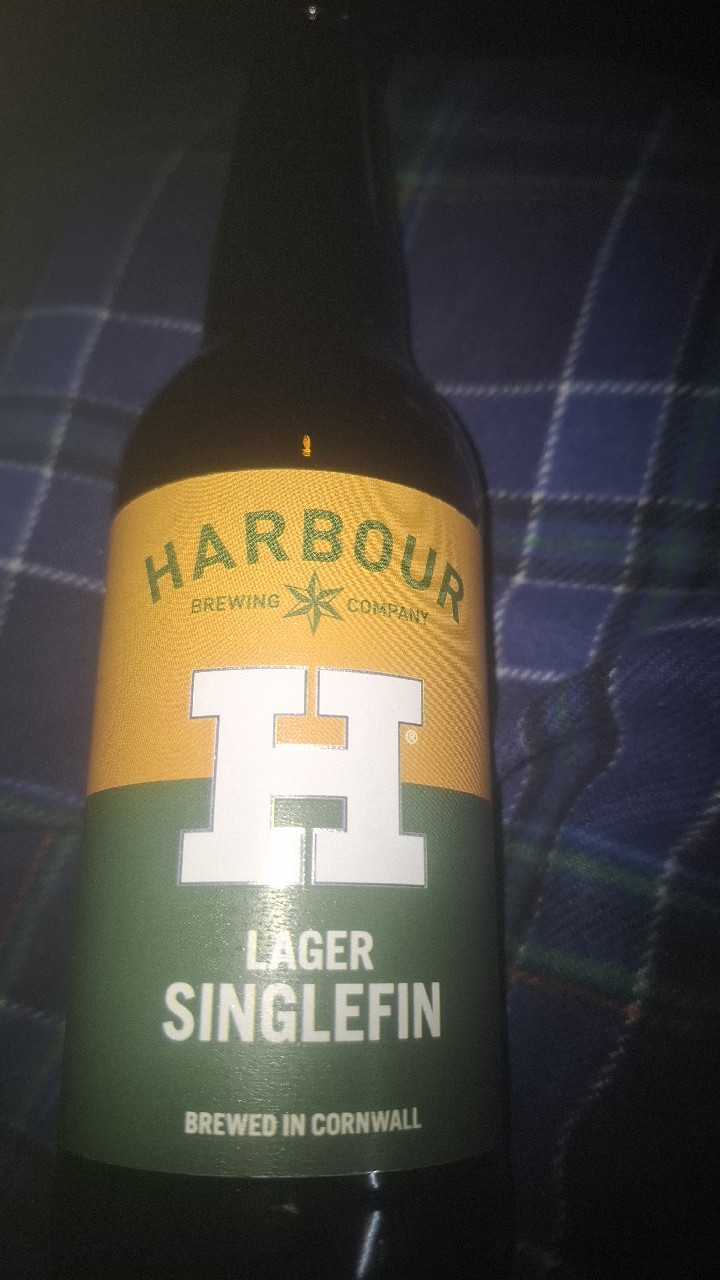 HARBOUR
BREWING COMPANY
H®
LAGER
SINGLEFIN
BREWED IN CORNWALL